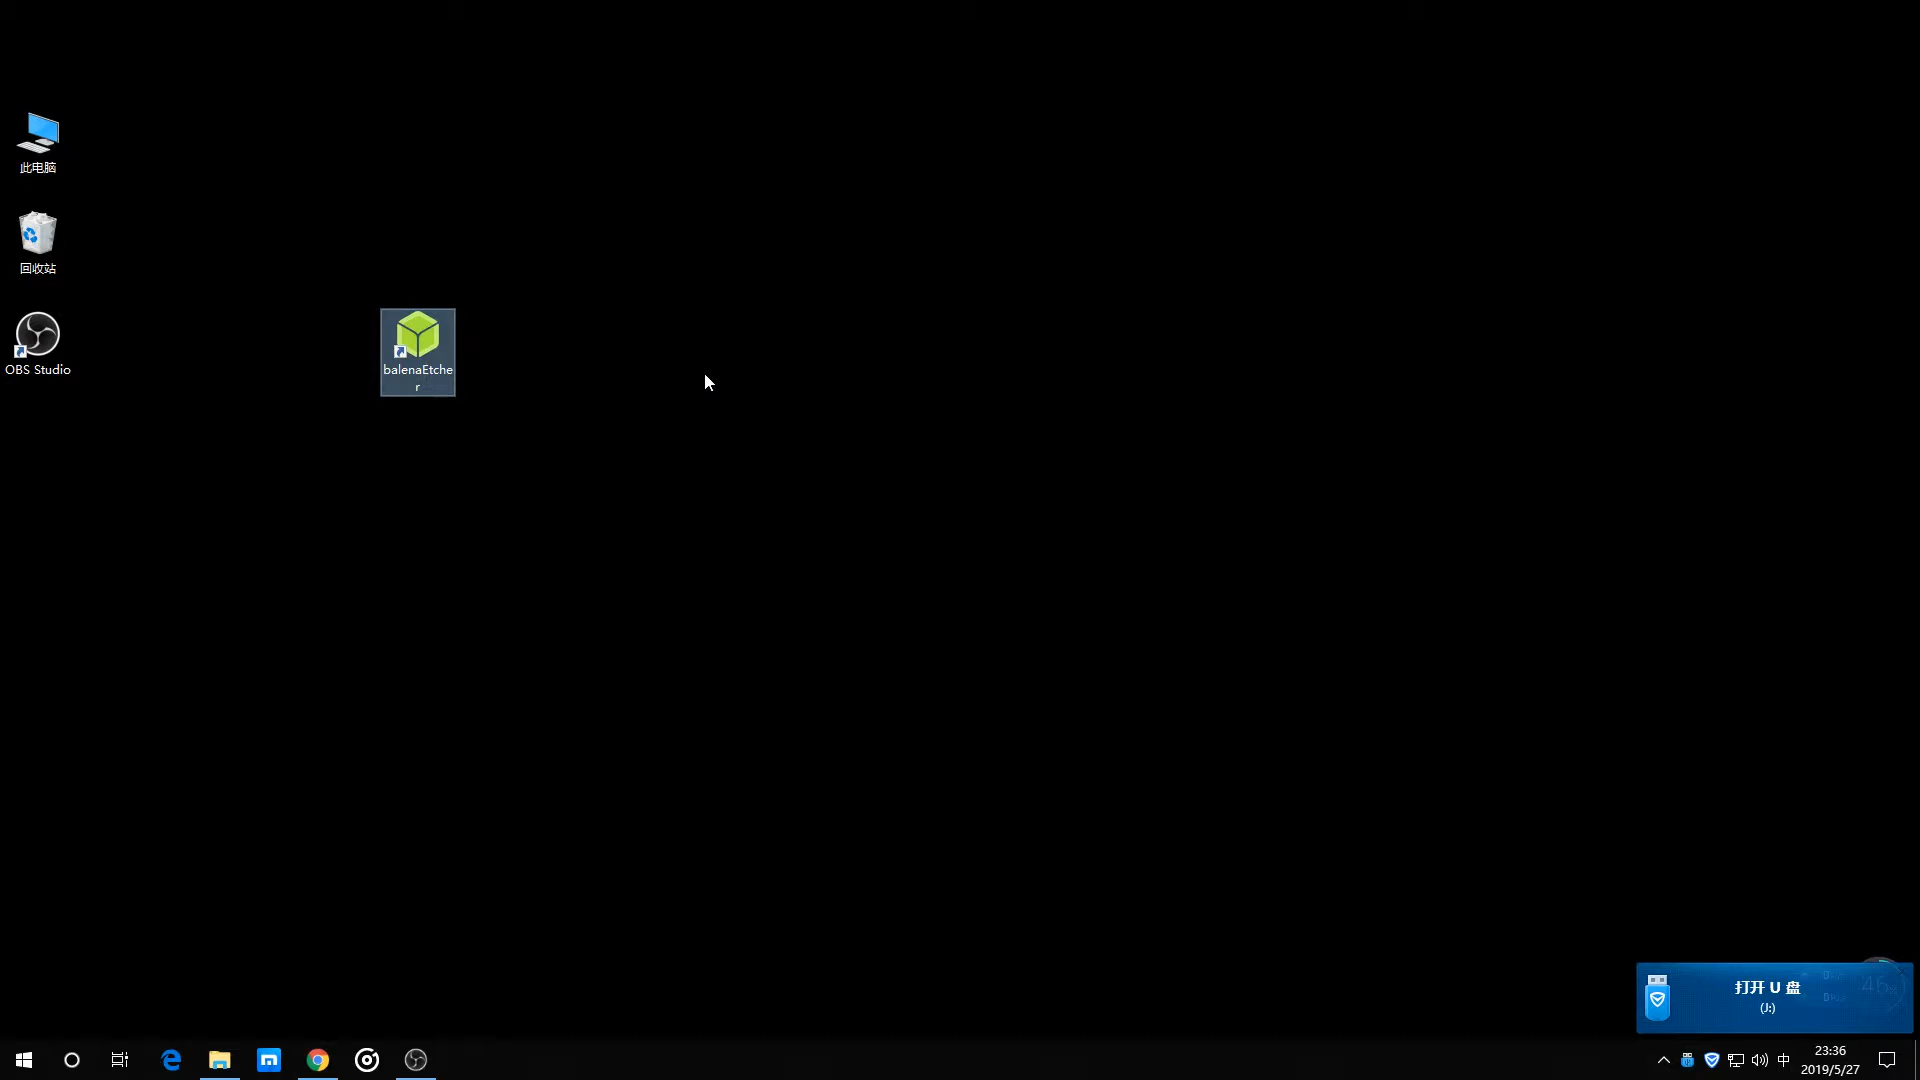 此电脑
回收站
OBS Studio
balenaEtche
r
打开 U 盘
(J:)
中
23:36
2019/5/27